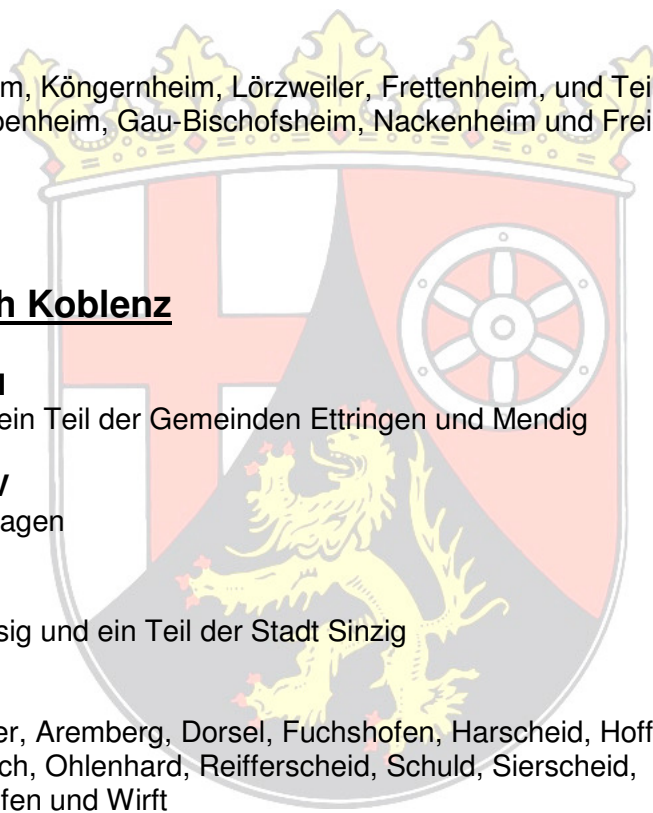 m, Köngernheim, Lörzweiler, Frettenheim, und Tei
penheim, Gau-Bischofsheim, Nackenheim und Frei
h Koblenz
ein Teil der Gemeinden Ettringen und Mendig
V
agen
sig und ein Teil der Stadt Sinzig
er, Aremberg, Dorsel, Fuchshofen, Harscheid, Hoff
ch, Ohlenhard, Reifferscheid, Schuld, Sierscheid,
fen und Wirft